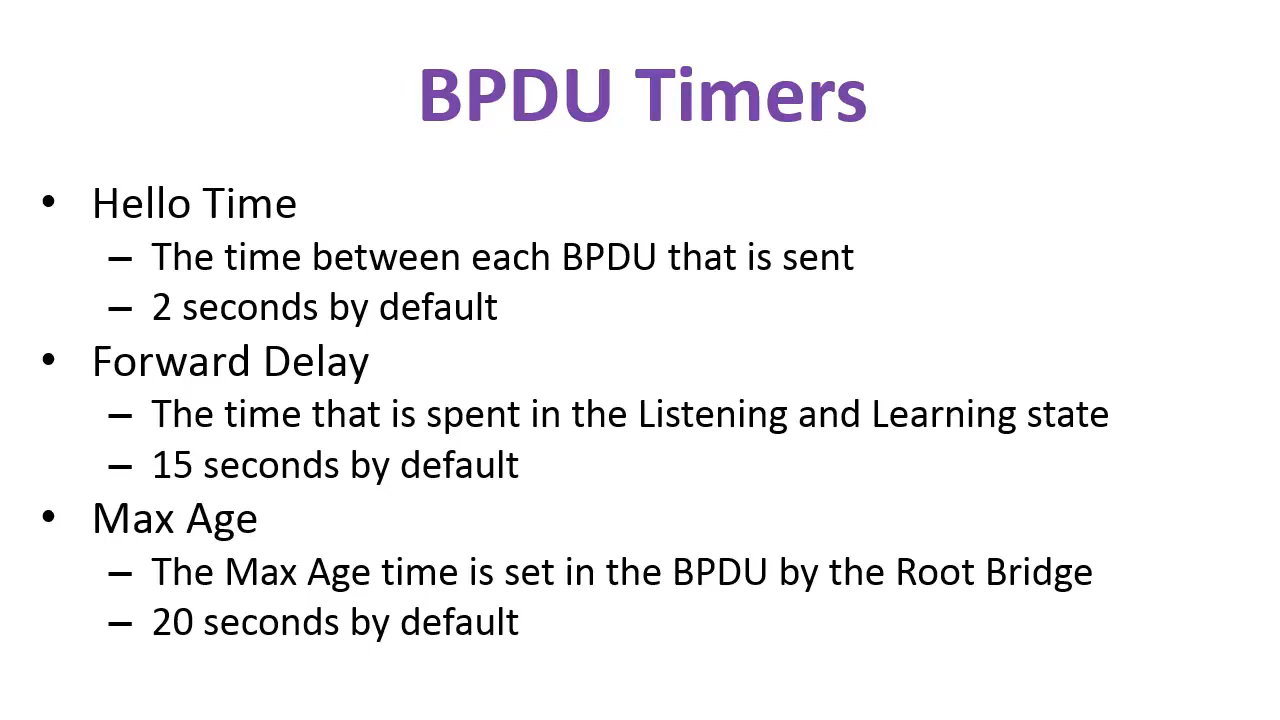 BPDU Timers
• Hello Time
– The time between each BPDU that is sent
– 2 seconds by default
• Forward Delay
– The time that is spent in the Listening and Learning state
– 15 seconds by default
• Max Age
– The Max Age time is set in the BPDU by the Root Bridge
– 20 seconds by default